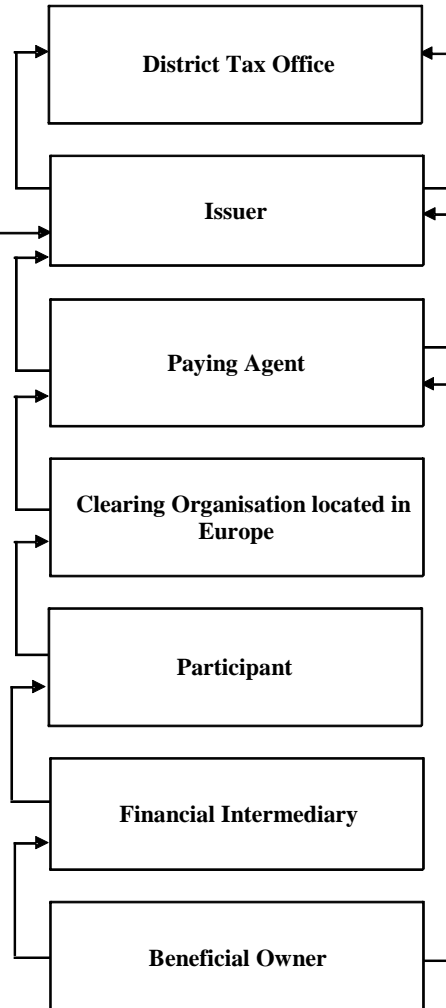 District Tax Office
Issuer
Paying Agent
Clearing Organisation located in
Europe
Participant
Financial Intermediary
Beneficial Owner